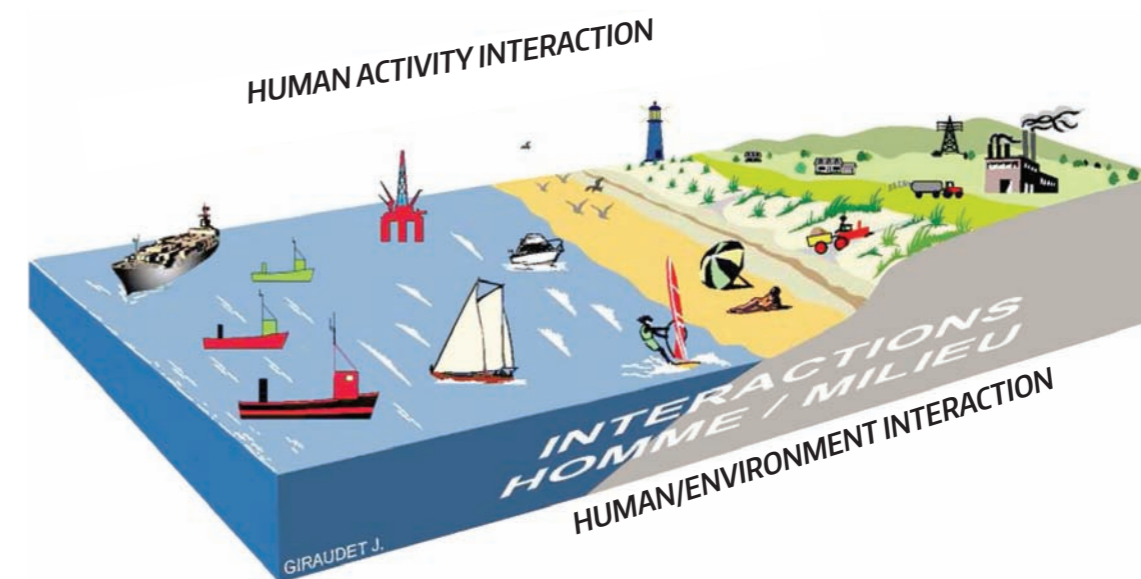 HUMAN ACTIVITY INTERACTION
INTERACTIONS
HOMME / MILIEU
HUMAN/ENVIRONMENT INTERACTION
GIRAUDET J.